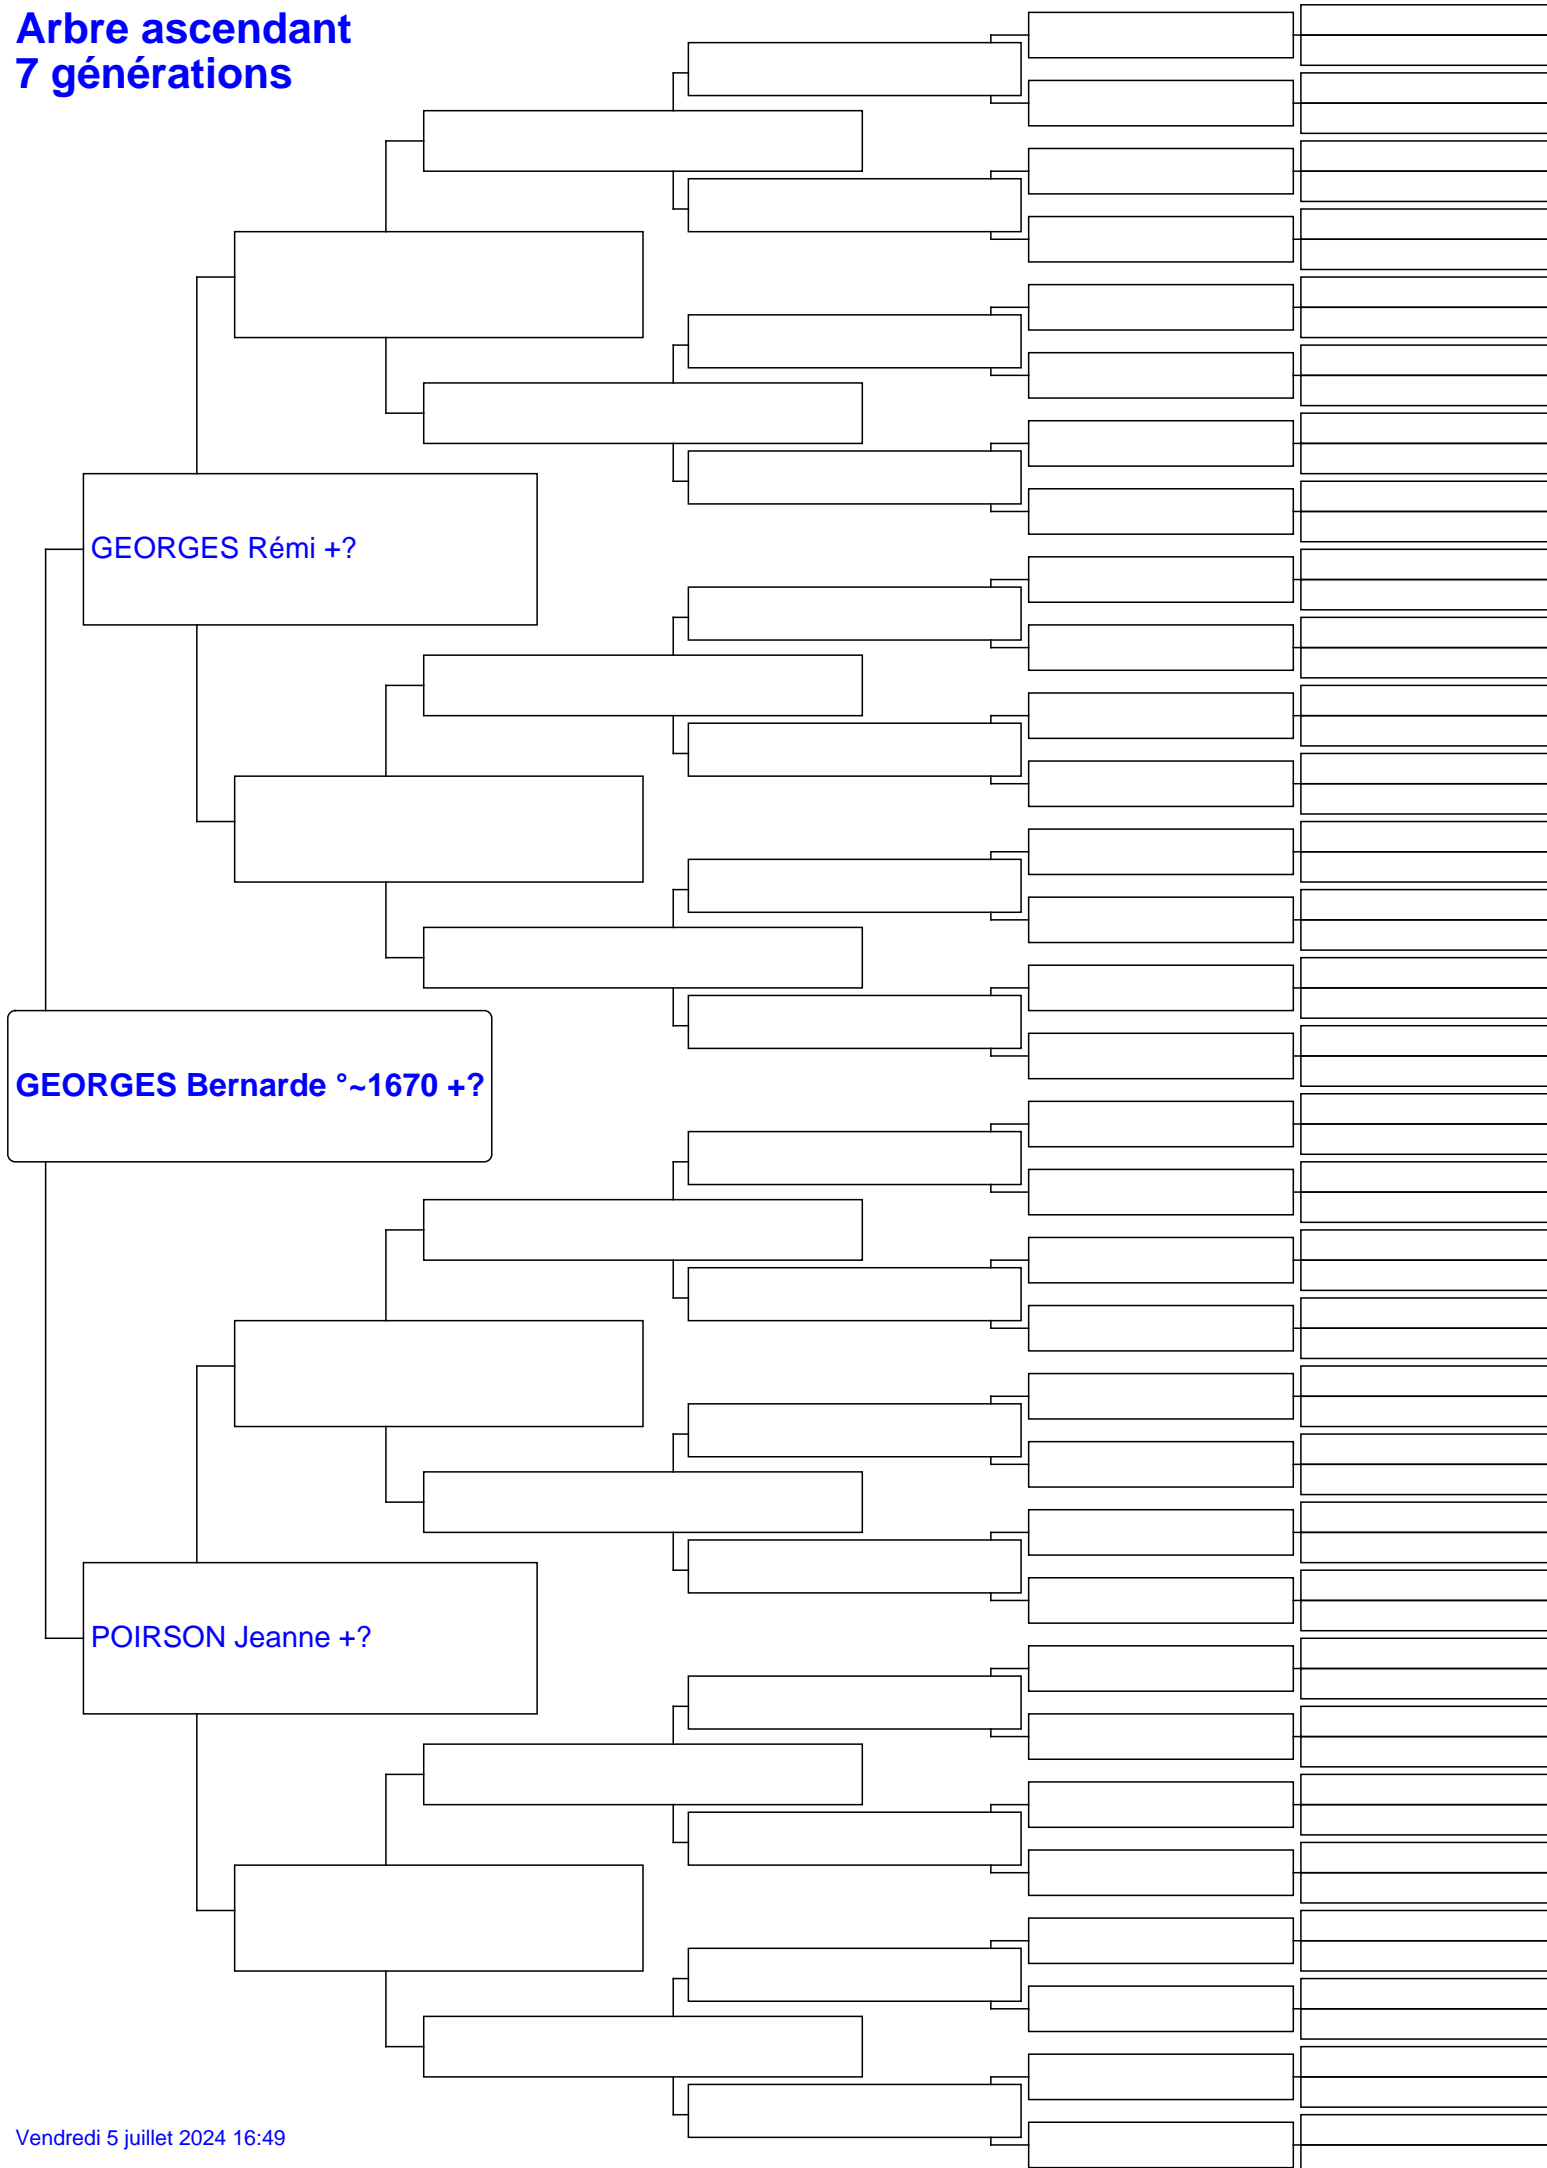 Arbre ascendant
7 générations
GEORGES Rémi +?
GEORGES Bernarde °~1670 +?
POIRSON Jeanne +?
Vendredi 5 juillet 2024 16:49